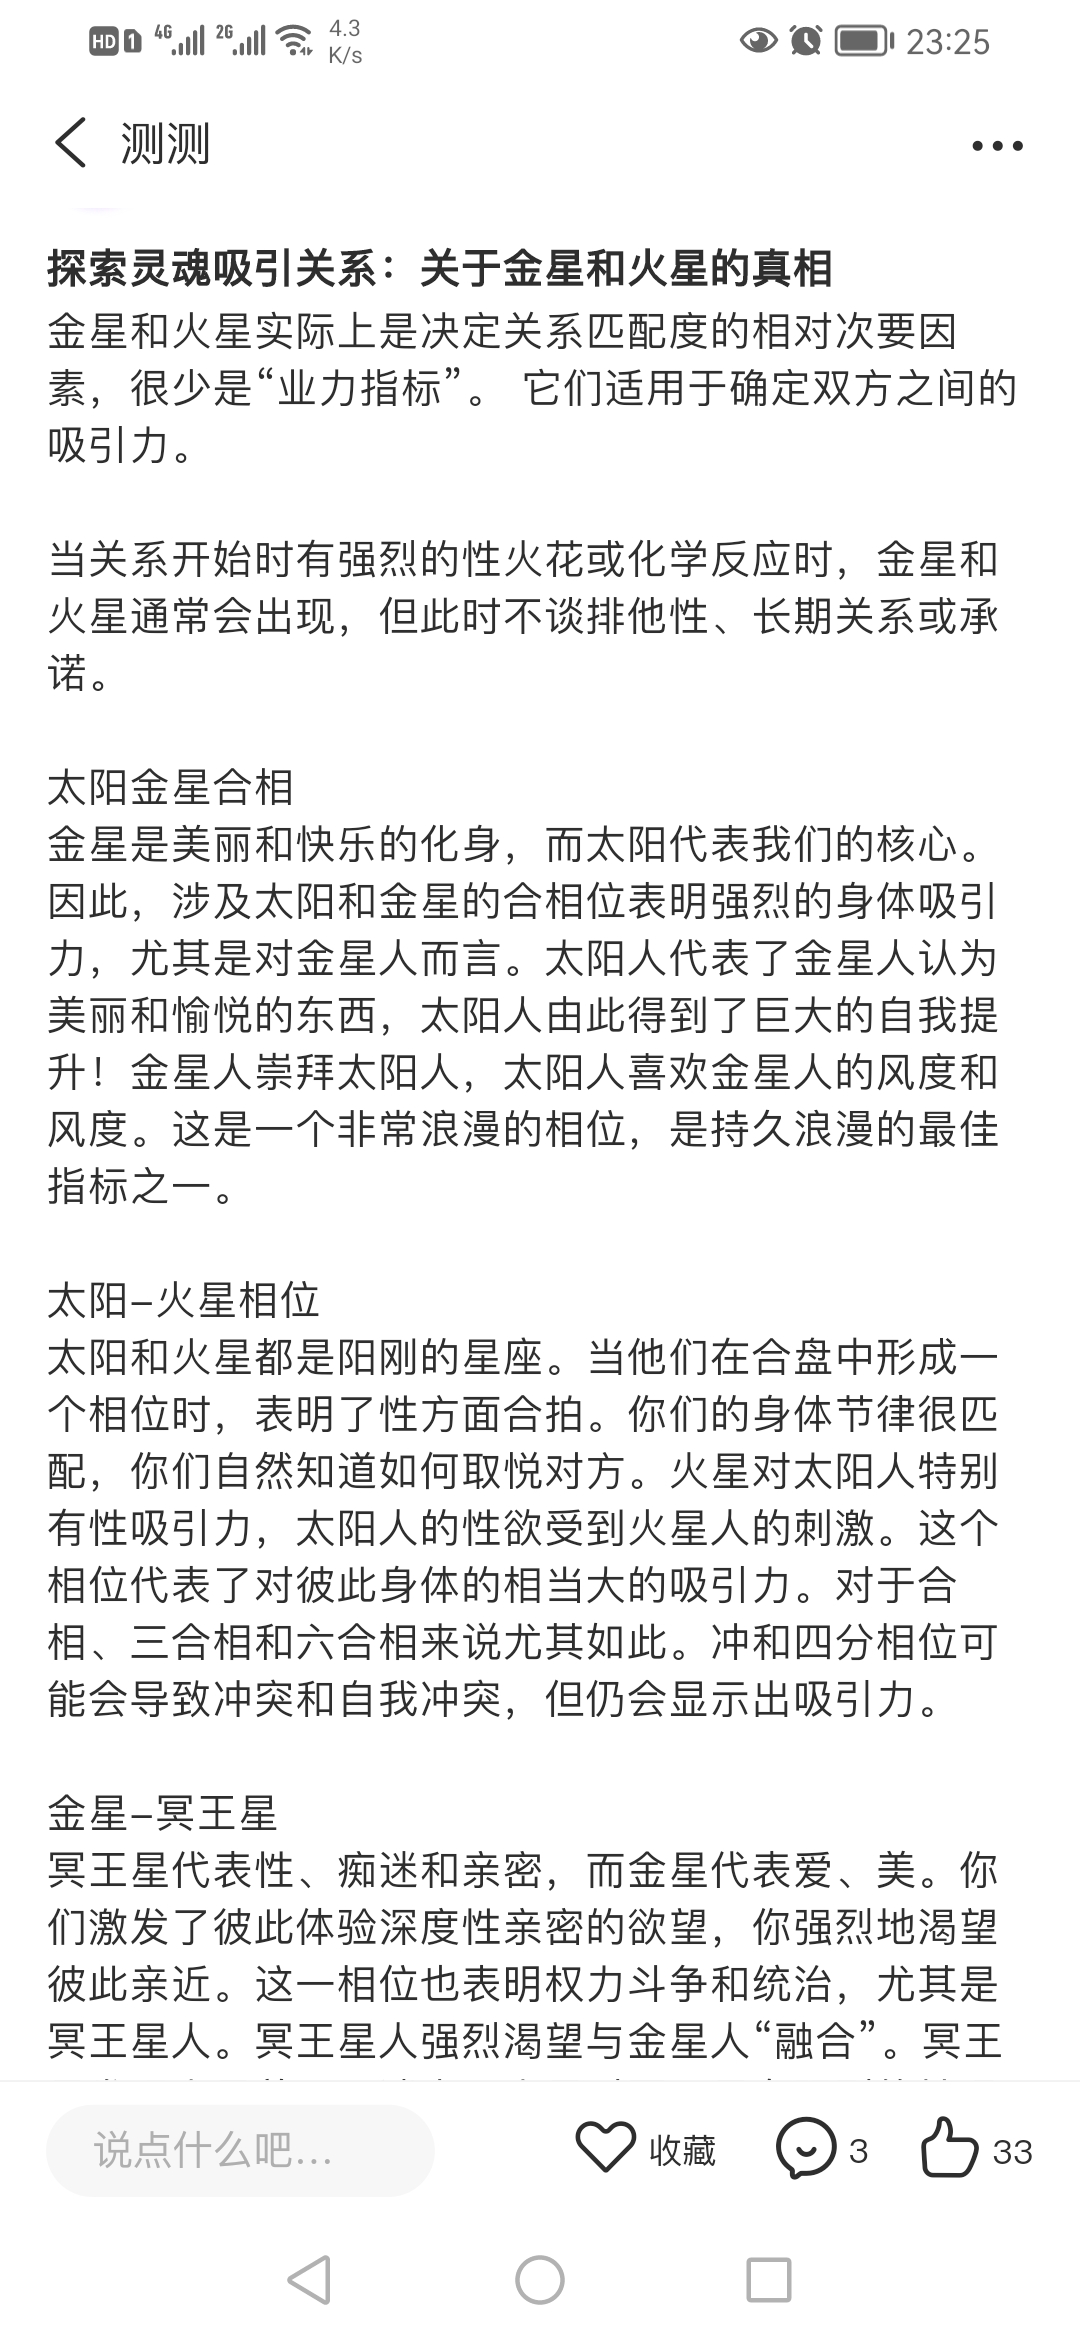 HD 1 4G 2G 4.3 K/s 23:25
测测
探索灵魂吸引关系：关于金星和火星的真相
金星和火星实际上是决定关系匹配度的相对次要因
素，很少是“业力指标”。 它们适用于确定双方之间的
吸引力。
当关系开始时有强烈的性火花或化学反应时，金星和
火星通常会出现，但此时不谈排他性、长期关系或承
诺。
太阳金星合相
金星是美丽和快乐的化身，而太阳代表我们的核心。
因此，涉及太阳和金星的合相位表明强烈的身体吸引
力，尤其是对金星人而言。太阳人代表了金星人认为
美丽和愉悦的东西，太阳人由此得到了巨大的自我提
升！金星人崇拜太阳人，太阳人喜欢金星人的风度和
风度。这是一个非常浪漫的相位，是持久浪漫的最佳
指标之一。
太阳–火星相位
太阳和火星都是阳刚的星座。当他们在合盘中形成一
个相位时，表明了性方面合拍。你们的身体节律很匹
配，你们自然知道如何取悦对方。火星对太阳人特别
有性吸引力，太阳人的性欲受到火星人的刺激。这个
相位代表了对彼此身体的相当大的吸引力。对于合
相、三合相和六合相来说尤其如此。冲和四分相位可
能会导致冲突和自我冲突，但仍会显示出吸引力。
金星–冥王星
冥王星代表性、痴迷和亲密，而金星代表爱、美。你
们激发了彼此体验深度性亲密的欲望，你强烈地渴望
彼此亲近。这一相位也表明权力斗争和统治，尤其是
冥王星人。冥王星人强烈渴望与金星人“融合”。冥王
说点什么吧... 收藏 3 33